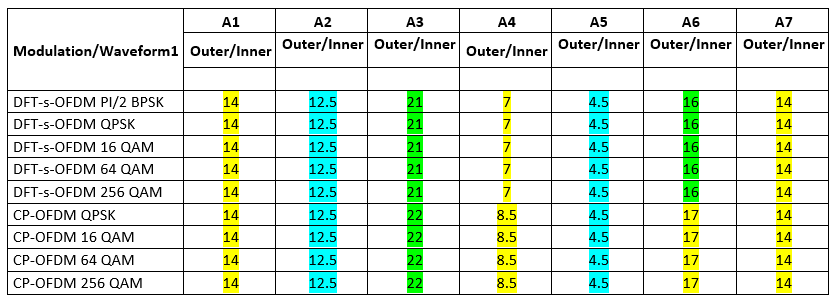 Modulation/Waveform1 A1 A2 A3 A4 A5 A6 A7
Outer/Inner Outer/Inner Outer/Inner Outer/Inner Outer/Inner Outer/Inner Outer/Inner
DFT-s-OFDM PI/2 BPSK 14 12.5 21 7 4.5 16 14
DFT-s-OFDM QPSK 14 12.5 21 7 4.5 16 14
DFT-s-OFDM 16 QAM 14 12.5 21 7 4.5 16 14
DFT-s-OFDM 64 QAM 14 12.5 21 7 4.5 16 14
DFT-s-OFDM 256 QAM 14 12.5 21 7 4.5 16 14
CP-OFDM QPSK 14 12.5 22 8.5 4.5 17 14
CP-OFDM 16 QAM 14 12.5 22 8.5 4.5 17 14
CP-OFDM 64 QAM 14 12.5 22 8.5 4.5 17 14
CP-OFDM 256 QAM 14 12.5 22 8.5 4.5 17 14